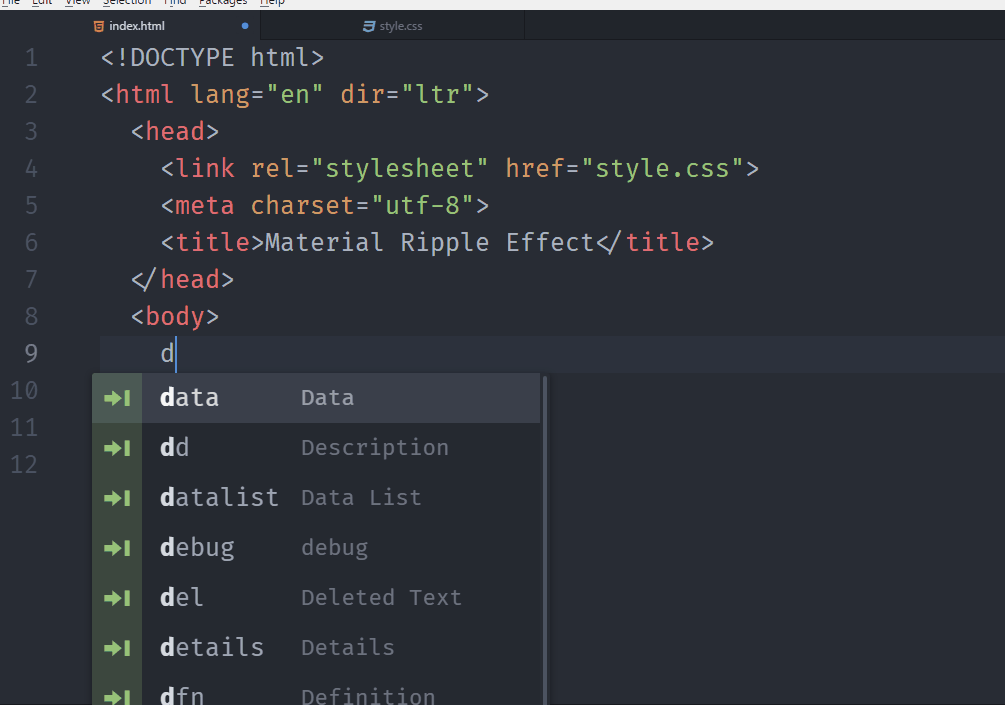 File Edit View Selection Find Packages Help
index.html style.css
1 <!DOCTYPE html>
2 <html lang="en" dir="ltr">
3 <head>
4 <link rel="stylesheet" href="style.css">
5 <meta charset="utf-8">
6 <title>Material Ripple Effect</title>
7 </head>
8 <body>
9 d
10 data Data
dd Description
11
12
datalist Data List
debug debug
del Deleted Text
details Details
dfn Definition